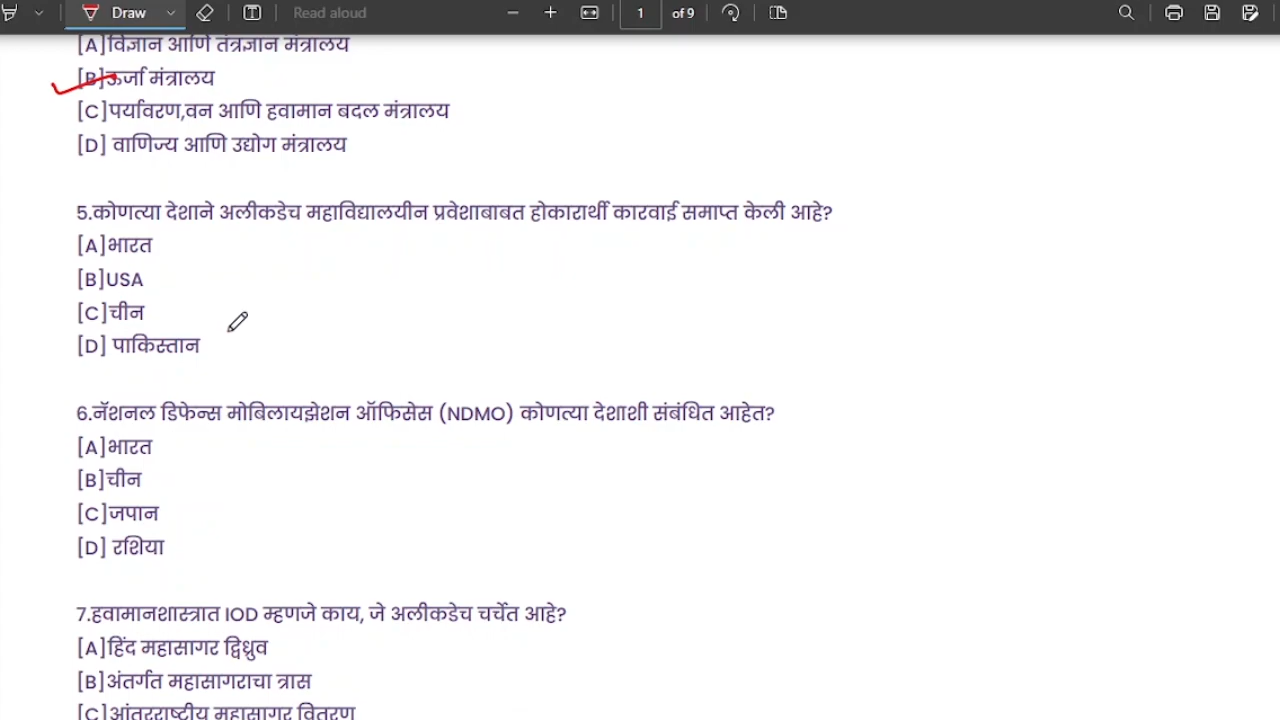 Draw
Read aloud
1
of 9
[A]विज्ञान आणि तंत्रज्ञान मंत्रालय
[B]ऊर्जा मंत्रालय
[C]पर्यावरण,वन आणि हवामान बदल मंत्रालय
[D] वाणिज्य आणि उद्योग मंत्रालय
5.कोणत्या देशाने अलीकडेच महाविद्यालयीन प्रवेशाबाबत होकारार्थी कारवाई समाप्त केली आहे?
[A]भारत
[B]USA
[C]चीन
[D] पाकिस्तान
6.नॅशनल डिफेन्स मोबिलायझेशन ऑफिसेस (NDMO) कोणत्या देशाशी संबंधित आहेत?
[A]भारत
[B]चीन
[C]जपान
[D] रशिया
7.हवामानशास्त्रात IOD म्हणजे काय, जे अलीकडेच चर्चेत आहे?
[A]हिंद महासागर द्विध्रुव
[B]अंतर्गत महासागराचा त्रास
[C]आंतरराष्ट्रीय महासागर वितरण